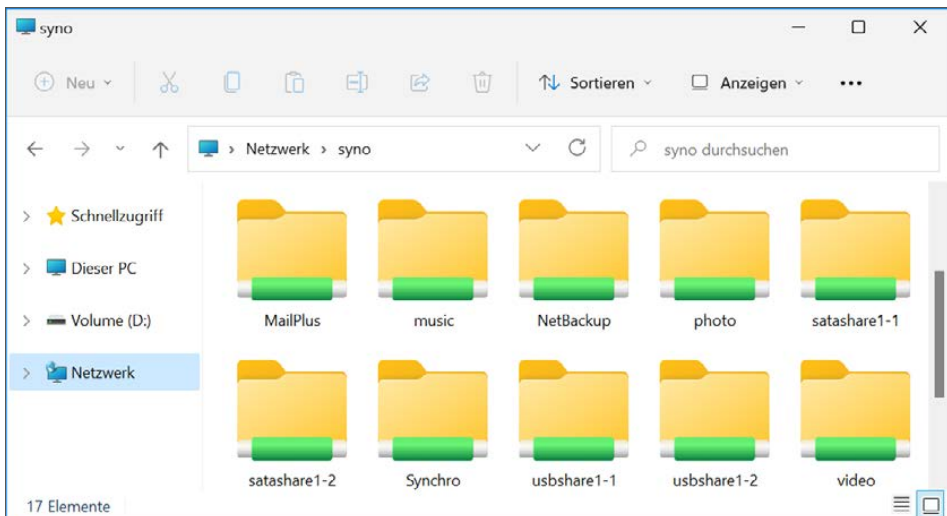 syno
Neu
Sortieren
Anzeigen
Netzwerk > syno
syno durchsuchen
Schnellzugriff
Dieser PC
Volume (D:)
Netzwerk
MailPlus
music
NetBackup
photo
satashare1-1
satashare1-2
Synchro
usbshare1-1
usbshare1-2
video
17 Elemente